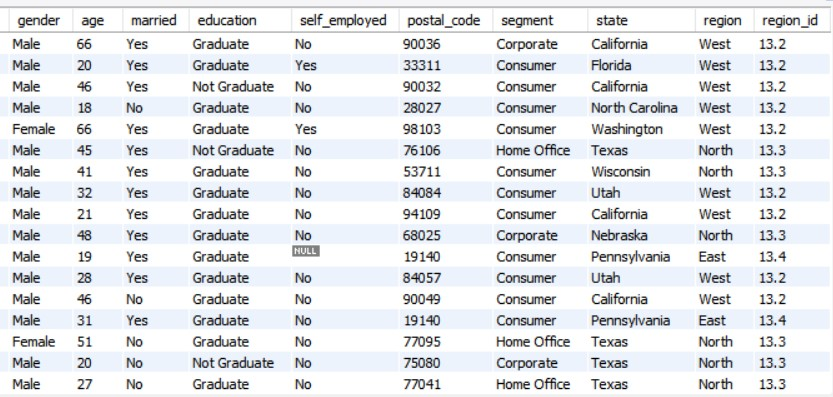 gender age married education self_employed postal_code segment state region region_id
Male 66 Yes Graduate No 90036 Corporate California West 13.2
Male 20 Yes Graduate Yes 33311 Consumer Florida West 13.2
Male 46 Yes Not Graduate No 90032 Consumer California West 13.2
Male 18 No Graduate No 28027 Consumer North Carolina West 13.2
Female 66 Yes Graduate Yes 98103 Consumer Washington West 13.2
Male 45 Yes Not Graduate No 76106 Home Office Texas North 13.3
Male 41 Yes Graduate No 53711 Consumer Wisconsin North 13.3
Male 32 Yes Graduate No 84084 Consumer Utah West 13.2
Male 21 Yes Graduate No 94109 Consumer California West 13.2
Male 48 Yes Graduate No 68025 Corporate Nebraska North 13.3
Male 19 Yes Graduate NULL 19140 Consumer Pennsylvania East 13.4
Male 28 Yes Graduate No 84057 Consumer Utah West 13.2
Male 46 No Graduate No 90049 Consumer California West 13.2
Male 31 Yes Graduate No 19140 Consumer Pennsylvania East 13.4
Female 51 No Graduate No 77095 Home Office Texas North 13.3
Male 20 No Not Graduate No 75080 Corporate Texas North 13.3
Male 27 No Graduate No 77041 Home Office Texas North 13.3